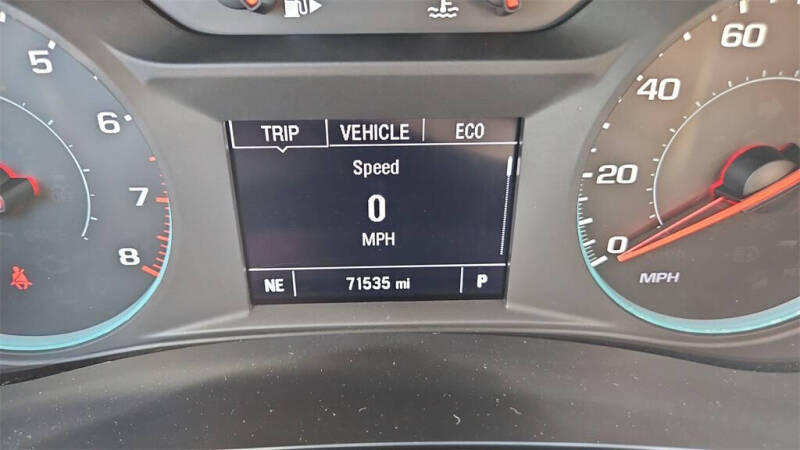 TRIP VEHICLE ECO
Speed
0
MPH
NE 71535 mi P
5
6
7
8
60
40
20
0
MPH